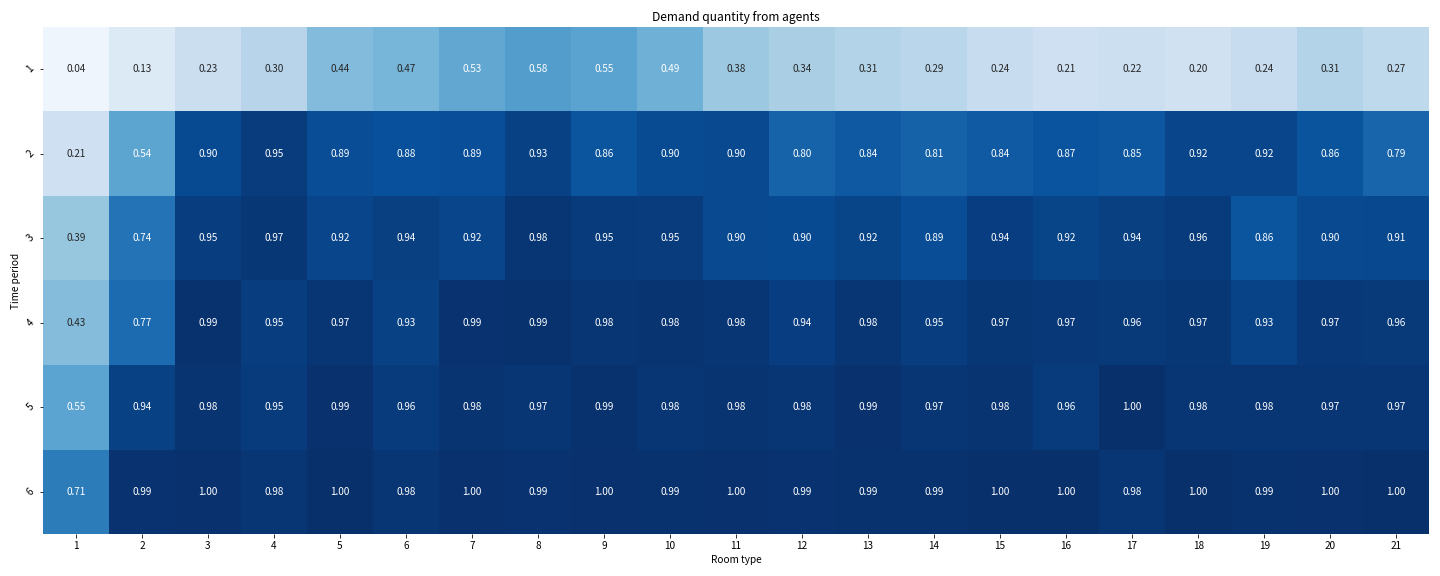 Demand quantity from agents
1 0.04 0.13 0.23 0.30 0.44 0.47 0.53 0.58 0.55 0.49 0.38 0.34 0.31 0.29 0.24 0.21 0.22 0.20 0.24 0.31 0.27
2 0.21 0.54 0.90 0.95 0.89 0.88 0.89 0.93 0.86 0.90 0.90 0.80 0.84 0.81 0.84 0.87 0.85 0.92 0.92 0.86 0.79
3 0.39 0.74 0.95 0.97 0.92 0.94 0.92 0.98 0.95 0.95 0.90 0.90 0.92 0.89 0.94 0.92 0.94 0.96 0.86 0.90 0.91
Time period
4 0.43 0.77 0.99 0.95 0.97 0.93 0.99 0.99 0.98 0.98 0.98 0.94 0.98 0.95 0.97 0.97 0.96 0.97 0.93 0.97 0.96
5 0.55 0.94 0.98 0.95 0.99 0.96 0.98 0.97 0.99 0.98 0.98 0.98 0.99 0.97 0.98 0.96 1.00 0.98 0.98 0.97 0.97
6 0.71 0.99 1.00 0.98 1.00 0.98 1.00 0.99 1.00 0.99 1.00 0.99 0.99 0.99 1.00 1.00 0.98 1.00 0.99 1.00 1.00
1 2 3 4 5 6 7 8 9 10 11 12 13 14 15 16 17 18 19 20 21
Room type